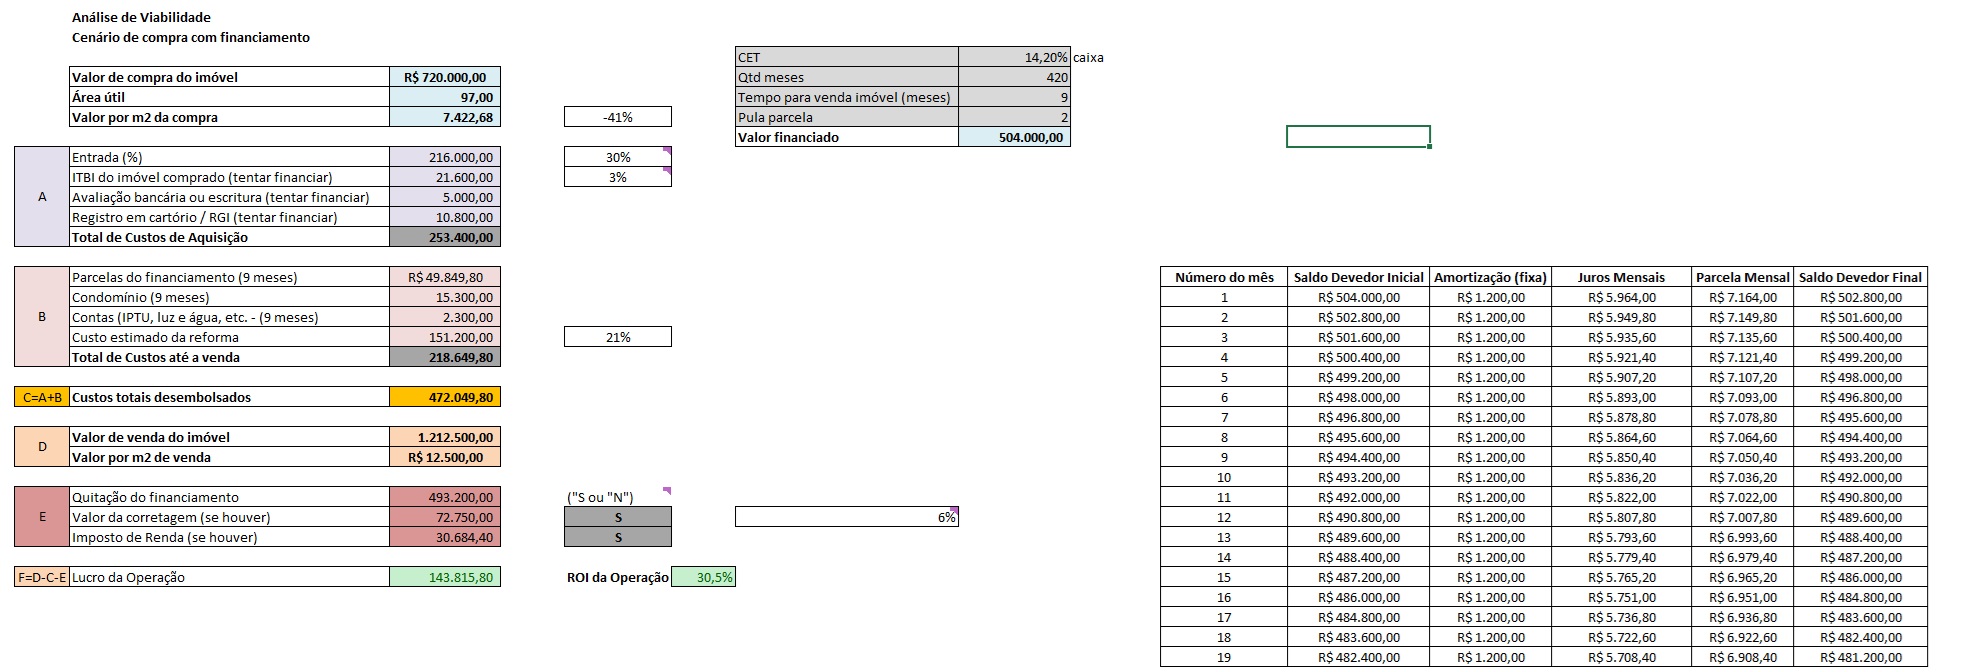 Análise de Viabilidade
Cenário de compra com financiamento
CET 14,20% caixa
Valor de compra do imóvel R$ 720.000,00 Qtd meses 420
Área útil 97,00 Tempo para venda imóvel (meses) 9
Valor por m2 da compra 7.422,68 -41% Pula parcela 2
Valor financiado 504.000,00
A
Entrada (%) 216.000,00 30%
ITBI do imóvel comprado (tentar financiar) 21.600,00 3%
Avaliação bancária ou escritura (tentar financiar) 5.000,00
Registro em cartório / RGI (tentar financiar) 10.800,00
Total de Custos de Aquisição 253.400,00
B
Parcelas do financiamento (9 meses) R$ 49.849,80
Condomínio (9 meses) 15.300,00
Contas (IPTU, luz e água, etc. - (9 meses) 2.300,00
Custo estimado da reforma 151.200,00 21%
Total de Custos até a venda 218.649,80
C=A+B Custos totais desembolsados 472.049,80
D
Valor de venda do imóvel 1.212.500,00
Valor por m2 de venda R$ 12.500,00
E
Quitação do financiamento 493.200,00 ("S ou "N")
Valor da corretagem (se houver) 72.750,00 S 6%
Imposto de Renda (se houver) 30.684,40 S
F=D-C-E Lucro da Operação 143.815,80 ROI da Operação 30,5%
Número do mês Saldo Devedor Inicial Amortização (fixa) Juros Mensais Parcela Mensal Saldo Devedor Final
1 R$ 504.000,00 R$ 1.200,00 R$ 5.964,00 R$ 7.164,00 R$ 502.800,00
2 R$ 502.800,00 R$ 1.200,00 R$ 5.949,80 R$ 7.149,80 R$ 501.600,00
3 R$ 501.600,00 R$ 1.200,00 R$ 5.935,60 R$ 7.135,60 R$ 500.400,00
4 R$ 500.400,00 R$ 1.200,00 R$ 5.921,40 R$ 7.121,40 R$ 499.200,00
5 R$ 499.200,00 R$ 1.200,00 R$ 5.907,20 R$ 7.107,20 R$ 498.000,00
6 R$ 498.000,00 R$ 1.200,00 R$ 5.893,00 R$ 7.093,00 R$ 496.800,00
7 R$ 496.800,00 R$ 1.200,00 R$ 5.878,80 R$ 7.078,80 R$ 495.600,00
8 R$ 495.600,00 R$ 1.200,00 R$ 5.864,60 R$ 7.064,60 R$ 494.400,00
9 R$ 494.400,00 R$ 1.200,00 R$ 5.850,40 R$ 7.050,40 R$ 493.200,00
10 R$ 493.200,00 R$ 1.200,00 R$ 5.836,20 R$ 7.036,20 R$ 492.000,00
11 R$ 492.000,00 R$ 1.200,00 R$ 5.822,00 R$ 7.022,00 R$ 490.800,00
12 R$ 490.800,00 R$ 1.200,00 R$ 5.807,80 R$ 7.007,80 R$ 489.600,00
13 R$ 489.600,00 R$ 1.200,00 R$ 5.793,60 R$ 6.993,60 R$ 488.400,00
14 R$ 488.400,00 R$ 1.200,00 R$ 5.779,40 R$ 6.979,40 R$ 487.200,00
15 R$ 487.200,00 R$ 1.200,00 R$ 5.765,20 R$ 6.965,20 R$ 486.000,00
16 R$ 486.000,00 R$ 1.200,00 R$ 5.751,00 R$ 6.951,00 R$ 484.800,00
17 R$ 484.800,00 R$ 1.200,00 R$ 5.736,80 R$ 6.936,80 R$ 483.600,00
18 R$ 483.600,00 R$ 1.200,00 R$ 5.722,60 R$ 6.922,60 R$ 482.400,00
19 R$ 482.400,00 R$ 1.200,00 R$ 5.708,40 R$ 6.908,40 R$ 481.200,00